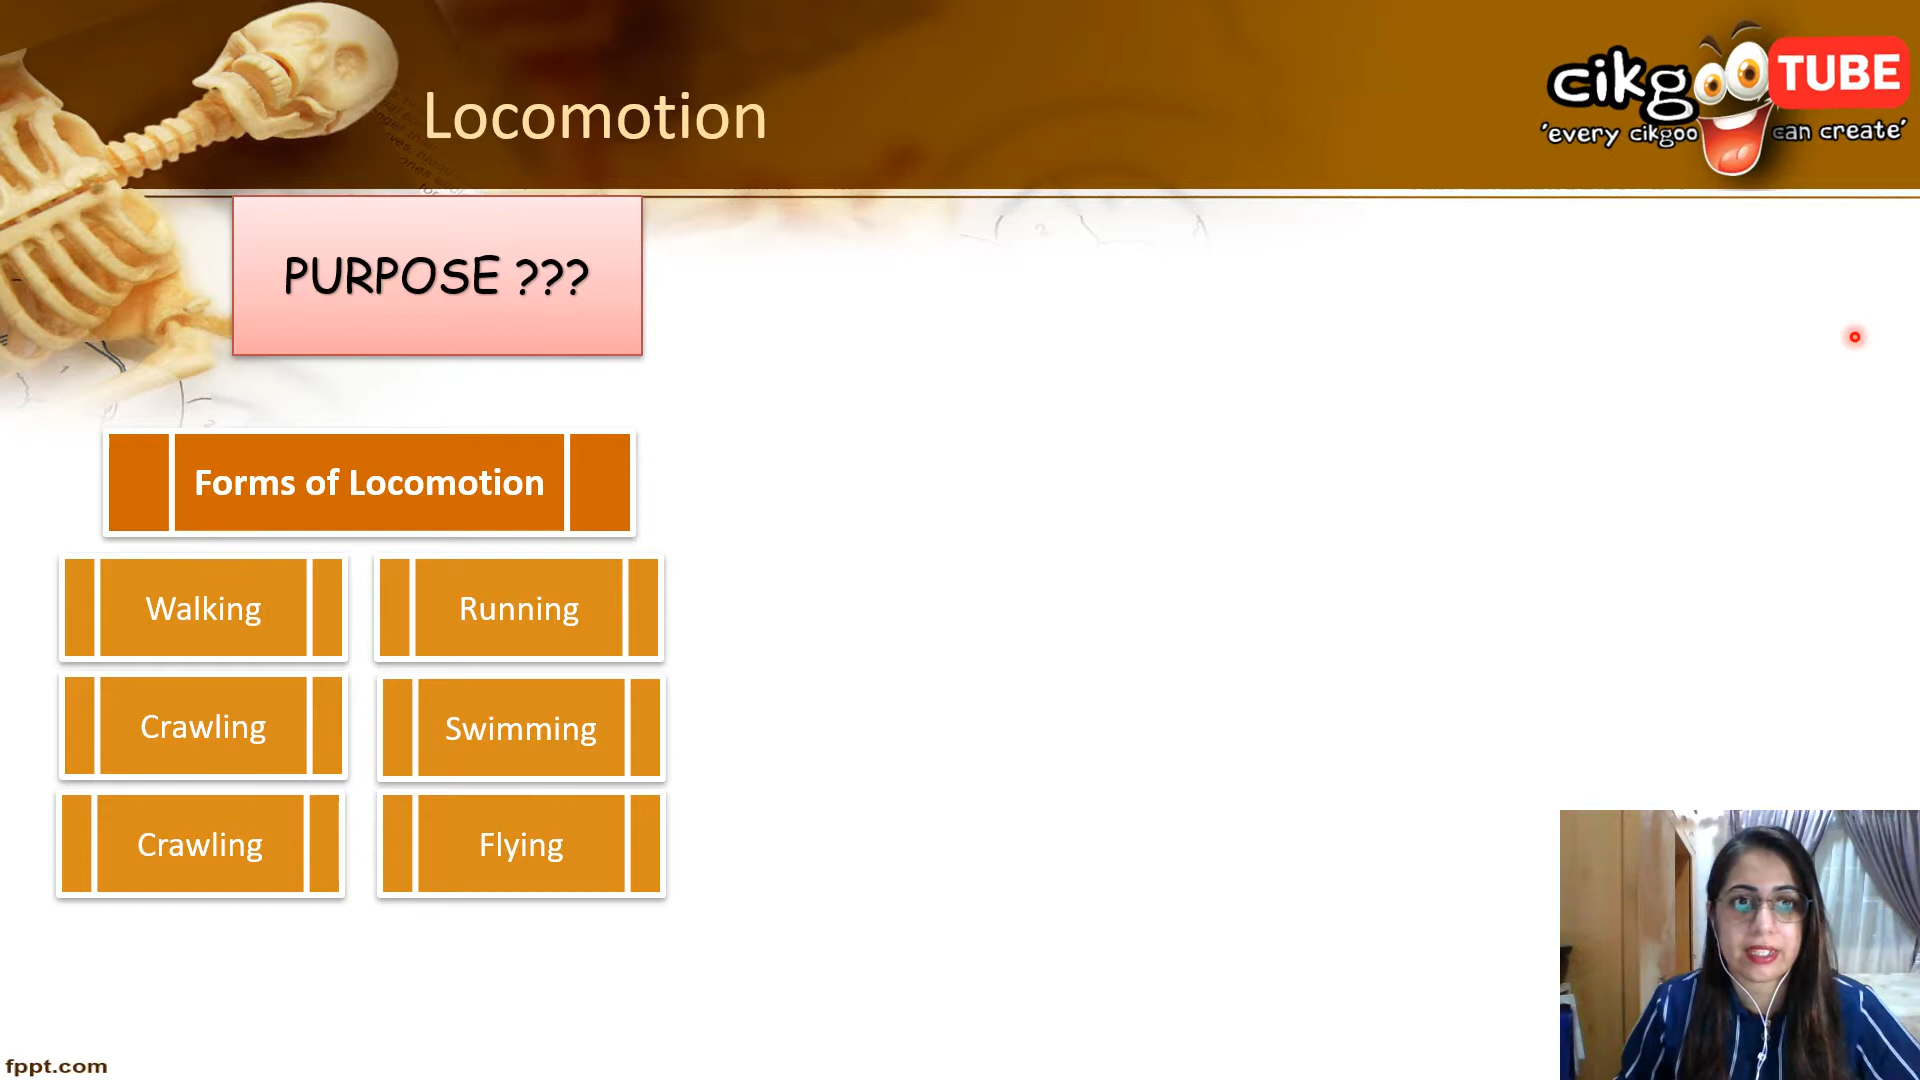 Locomotion
cikgoo TUBE
'every cikgoo can create'
PURPOSE ???
Forms of Locomotion
Walking
Running
Crawling
Swimming
Crawling
Flying
fppt.com